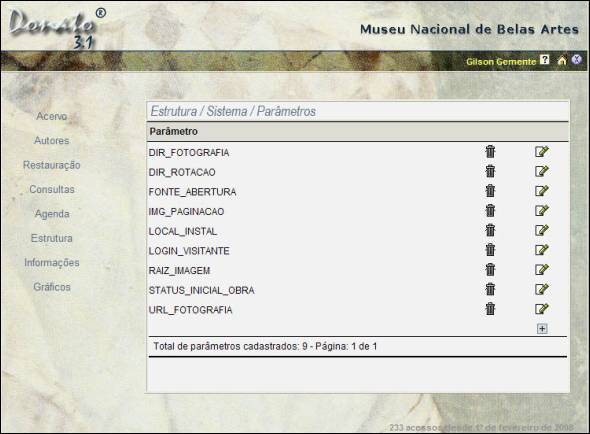 Donato ®
3.1
Museu Nacional de Belas Artes
Gilson Gemente ? X
Acervo
Autores
Restauração
Consultas
Agenda
Estrutura
Informações
Gráficos
Estrutura / Sistema / Parâmetros
Parâmetro
DIR_FOTOGRAFIA
DIR_ROTACAO
FONTE_ABERTURA
IMG_PAGINACAO
LOCAL_INSTAL
LOGIN_VISITANTE
RAIZ_IMAGEM
STATUS_INICIAL_OBRA
URL_FOTOGRAFIA
Total de parâmetros cadastrados: 9 - Página: 1 de 1
233 acessos desde 1º de fevereiro de 2008